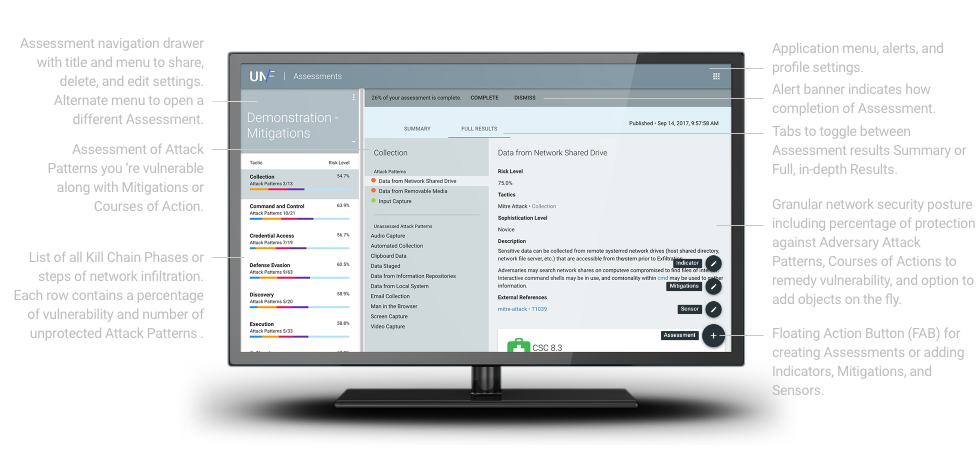 Assessment navigation drawer
with title and menu to share,
delete, and edit settings.
Alternate menu to open a
different Assessment.
Assessment of Attack
Patterns you 're vulnerable
along with Mitigations or
Courses of Action.
List of all Kill Chain Phases or
steps of network infiltration.
Each row contains a percentage
of vulnerability and number of
unprotected Attack Patterns .
UNF | Assessments
Demonstration -
Mitigations
Tactic Risk Level
Collection 54.7%
Attack Patterns 3/13
Command and Control 63.9%
Attack Patterns 10/21
Credential Access 56.7%
Attack Patterns 7/19
Defense Evasion 60.5%
Attack Patterns 9/63
Discovery 58.9%
Attack Patterns 5/20
Execution 58.8%
Attack Patterns 5/33
26% of your assessment is complete. COMPLETE DISMISS
SUMMARY FULL RESULTS
Published • Sep 14, 2017, 9:57:58 AM
Collection
Attack Patterns
Data from Network Shared Drive
Data from Removable Media
Input Capture
Unassessed Attack Patterns
Audio Capture
Automated Collection
Clipboard Data
Data Staged
Data from Information Repositories
Data from Local System
Email Collection
Man in the Browser
Screen Capture
Video Capture
Data from Network Shared Drive
Risk Level
75.0%
Tactics
Mitre Attack • Collection
Sophistication Level
Novice
Description
Sensitive data can be collected from remote systemd network drives (host shared directory,
network file server, etc.) that are accessible from thesystem prior to Exfiltration.
Adversaries may search network shares on computewe compromised to find files of interest.
Interactive command shells may be in use, and comionality within cmd may be used to gather
information.
External References
mitre-attack • T1039
CSC 8.3
Indicator
Mitigations
Sensor
Assessment
Application menu, alerts, and
profile settings.
Alert banner indicates how
completion of Assessment.
Tabs to toggle between
Assessment results Summary or
Full, in-depth Results.
Granular network security posture
including percentage of protection
against Adversary Attack
Patterns, Courses of Actions to
remedy vulnerability, and option to
add objects on the fly.
Floating Action Button (FAB) for
creating Assessments or adding
Indicators, Mitigations, and
Sensors.